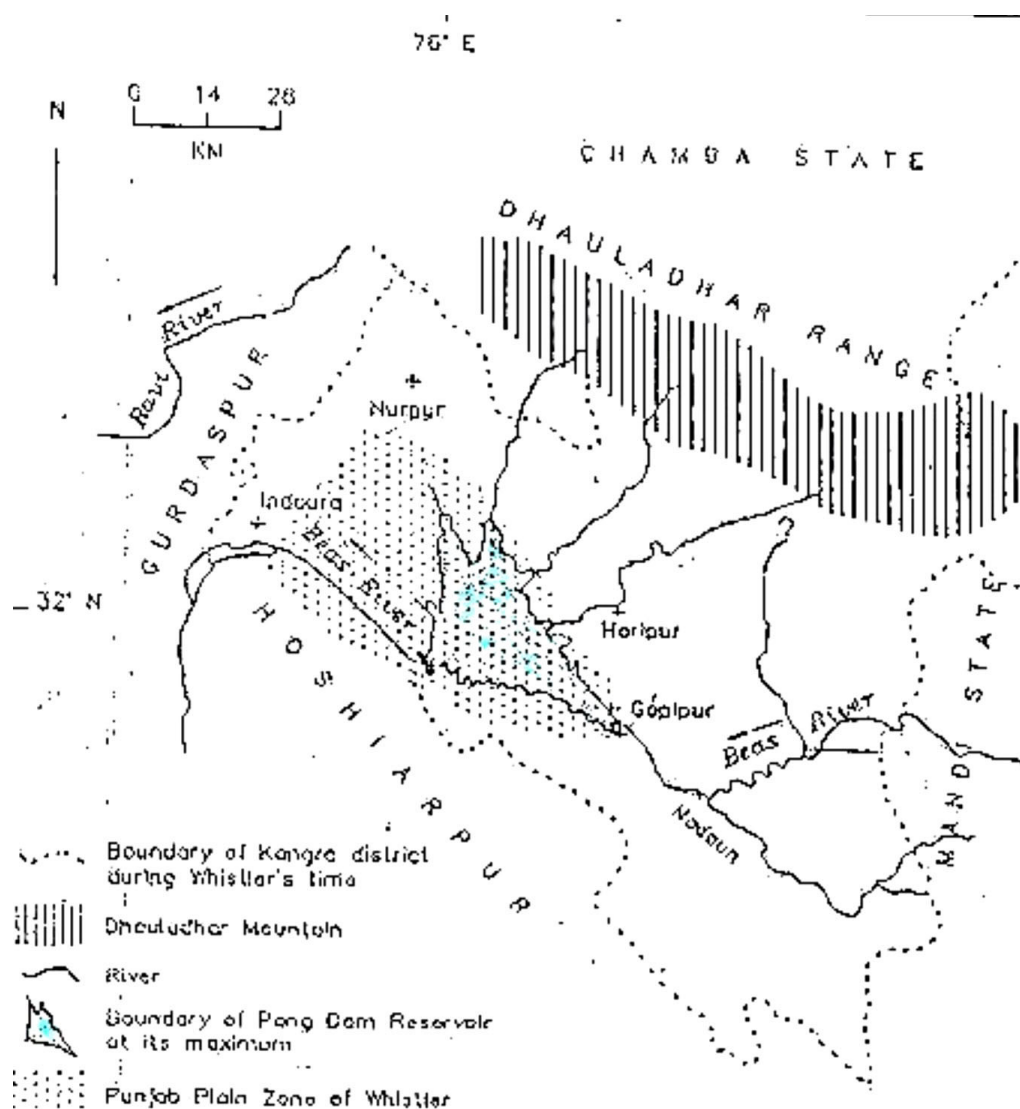 76° E
N
0 14 28
KM
CHAMBA STATE
DHAULADHAR RANGE
Ravi River
GURDASPUR
Nurpur
Indoura
Beas River
32° N
HOSHIARPUR
Haripur
Gopipur
Beas River
Nadaun
MANDI STATE
Boundary of Kangra district
during Whistler's time
Dhauladhar Mountain
River
Boundary of Pong Dam Reservoir
at its maximum
Punjab Plain Zone of Whistler